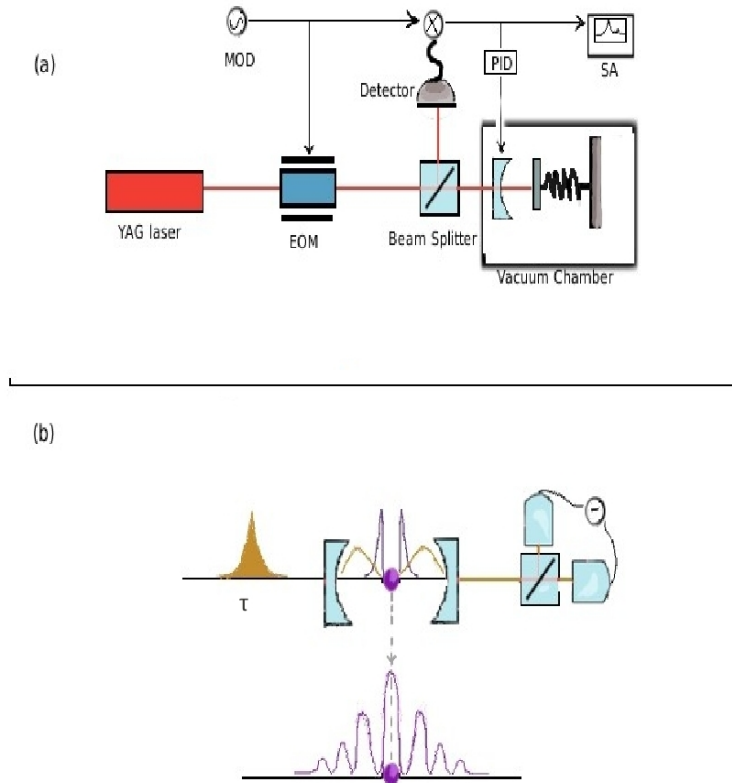 (a)
MOD
PID
SA
Detector
YAG laser
EOM
Beam Splitter
Vacuum Chamber
(b)
τ